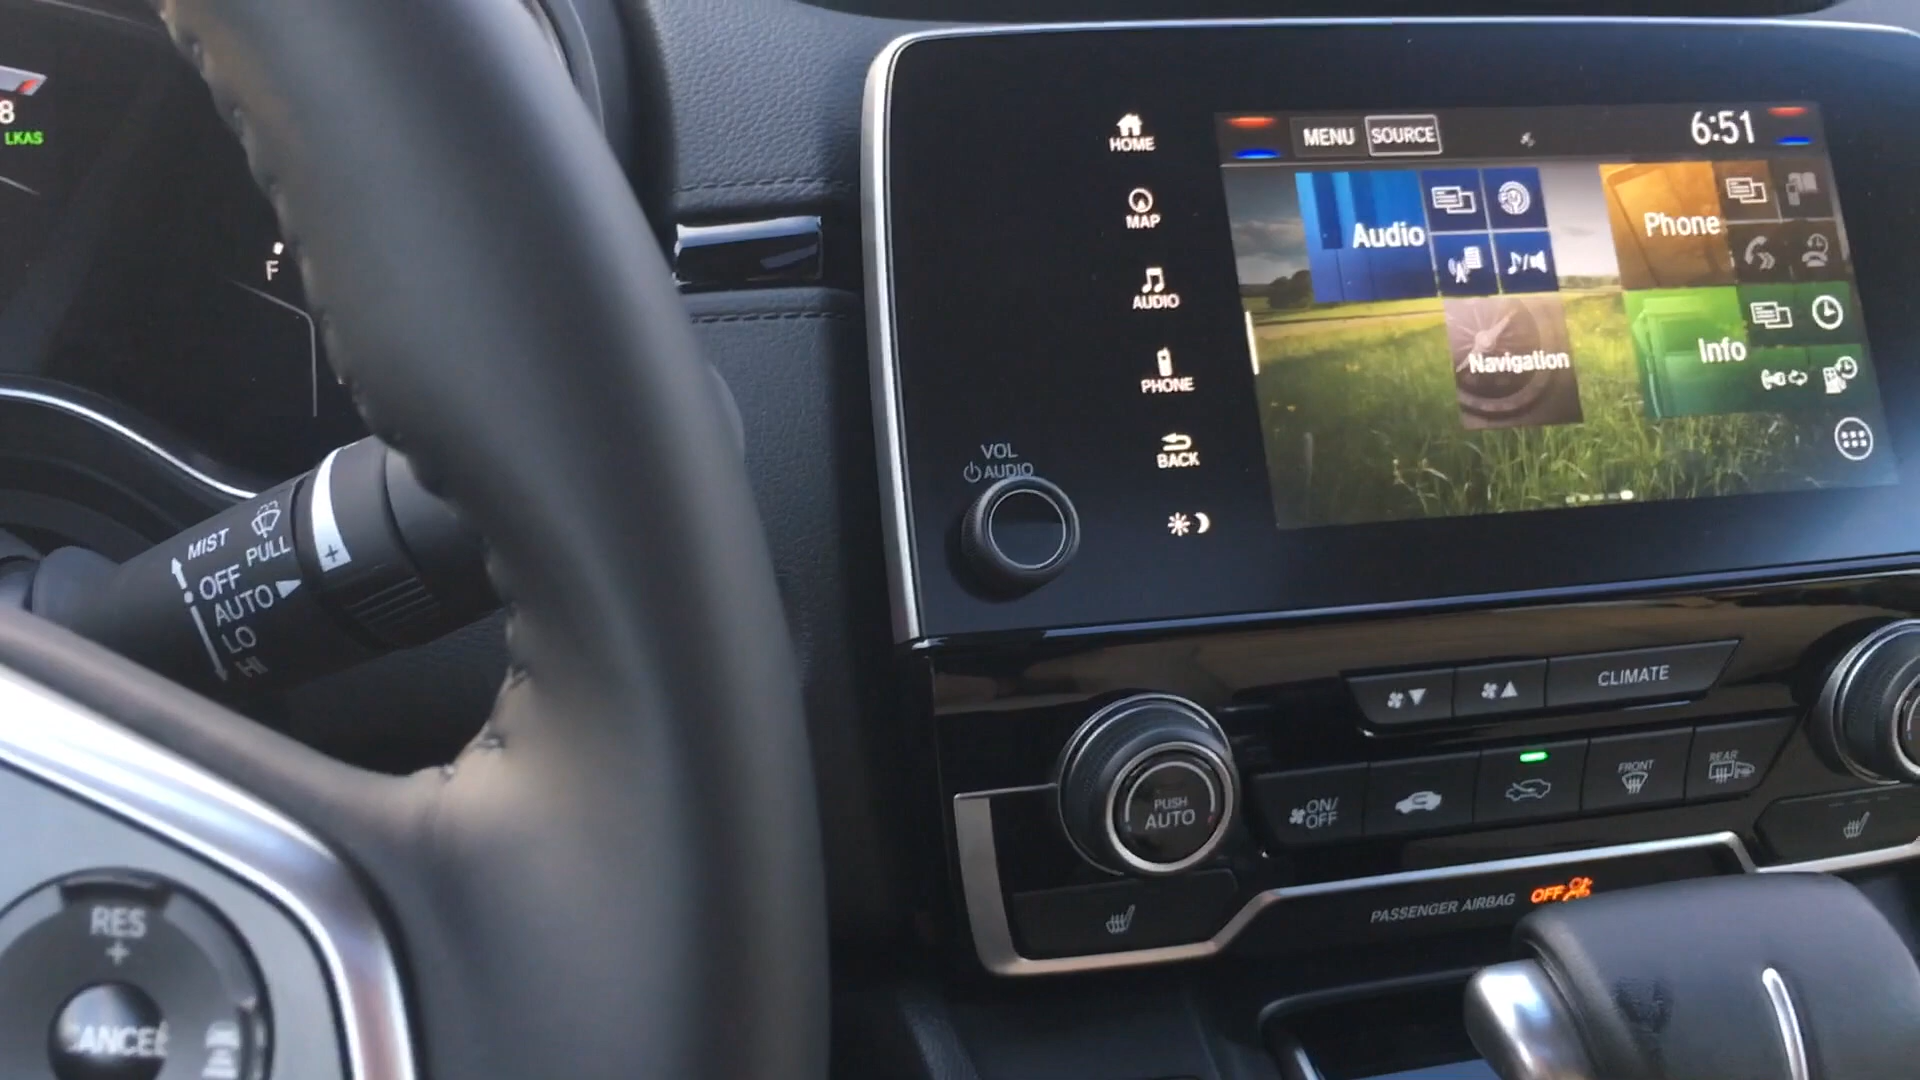 8
LKAS
F
MIST
PULL
OFF
AUTO
LO
HI
+
RES
+
CANCEL
HOME
MAP
AUDIO
PHONE
BACK
VOL
AUDIO
MENU
SOURCE
6:51
Audio
Phone
Navigation
Info
CLIMATE
PUSH
AUTO
ON/
OFF
FRONT
REAR
PASSENGER AIRBAG
OFF